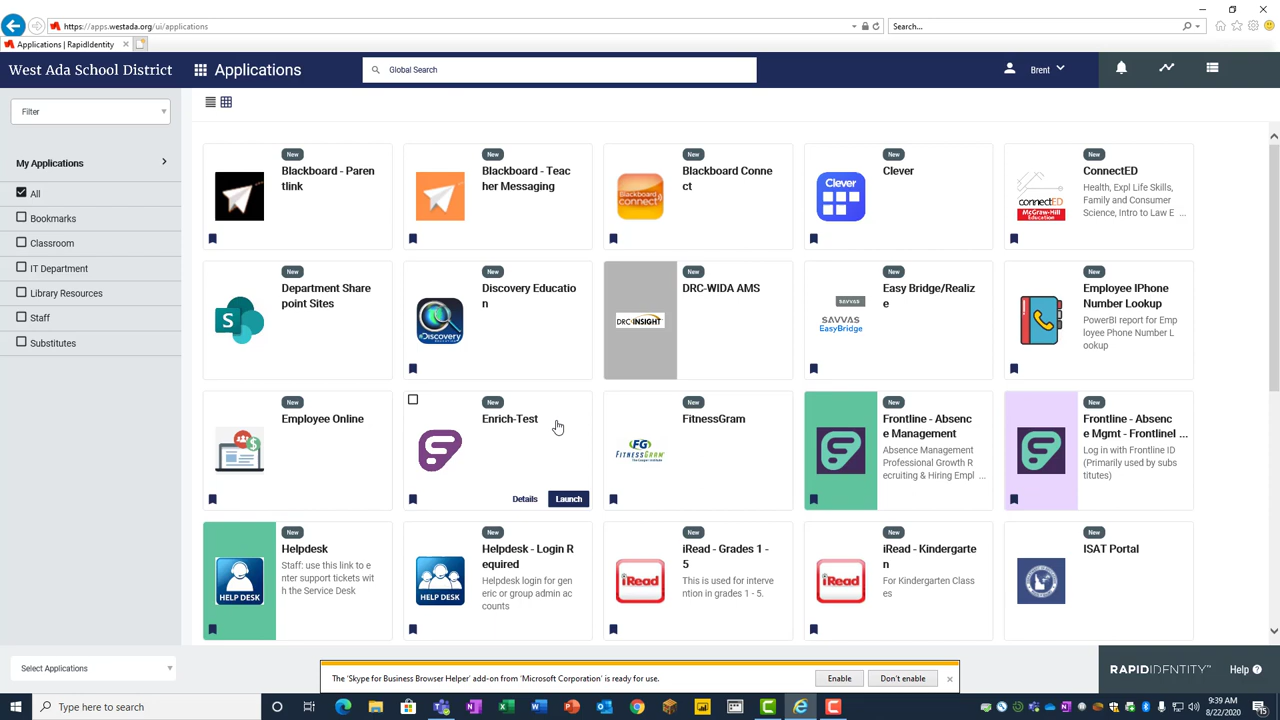 https://apps.westada.org/ui/applications
Search...
Applications | RapidIdentity
West Ada School District
Applications
Global Search
Brent
Filter
My Applications
All
Bookmarks
Classroom
IT Department
Library Resources
Staff
Substitutes
New
Blackboard - Paren
tlink
New
Blackboard - Teac
her Messaging
Blackboard
connect
New
Blackboard Conne
ct
Clever
New
Clever
connectED
McGraw-Hill
Education
New
ConnectED
Health, Expl Life Skills,
Family and Consumer
Science, Intro to Law E ...
S
New
Department Share
point Sites
Discovery
New
Discovery Educatio
n
DRC INSIGHT
New
DRC-WIDA AMS
SAVVAS
SAVVAS
EasyBridge
New
Easy Bridge/Realiz
e
New
Employee IPhone
Number Lookup
PowerBI report for Emp
loyee Phone Number L
ookup
New
Employee Online
New
Enrich-Test
Details
Launch
FG
FITNESSGRAM
New
FitnessGram
New
Frontline - Absenc
e Management
Absence Management
Professional Growth R
ecruiting & Hiring Empl ...
New
Frontline - Absenc
e Mgmt - Frontlinel ...
Log in with Frontline ID
(Primarily used by subs
titutes)
HELP DESK
New
Helpdesk
Staff: use this link to e
nter support tickets wit
h the Service Desk
HELP DESK
New
Helpdesk - Login R
equired
Helpdesk login for gen
eric or group admin ac
counts
iRead
New
iRead - Grades 1 -
5
This is used for interve
ntion in grades 1 - 5.
iRead
New
iRead - Kindergarte
n
For Kindergarten Class
es
New
ISAT Portal
Select Applications
The 'Skype for Business Browser Helper' add-on from 'Microsoft Corporation' is ready for use.
Enable
Don't enable
RAPIDIDENTITY
Help
Type here to search
9:39 AM
8/22/2020
15